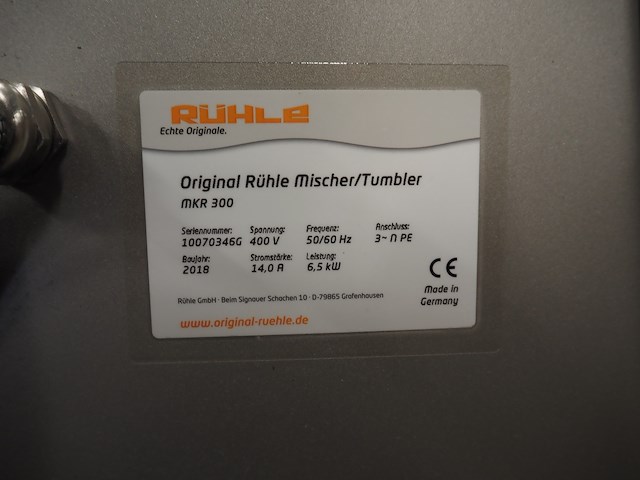 RÜHLE
Echte Originale.
Original Rühle Mischer/Tumbler
MKR 300
Seriennummer: Spannung: Frequenz: Anschluss:
10070346G 400 V 50/60 Hz 3~ N PE
Baujahr: Stromstärke: Leistung:
2018 14,0 A 6,5 kW
CE
Made in
Germany
Rühle GmbH · Beim Signauer Schachen 10 · D-79865 Grafenhausen
www.original-ruehle.de